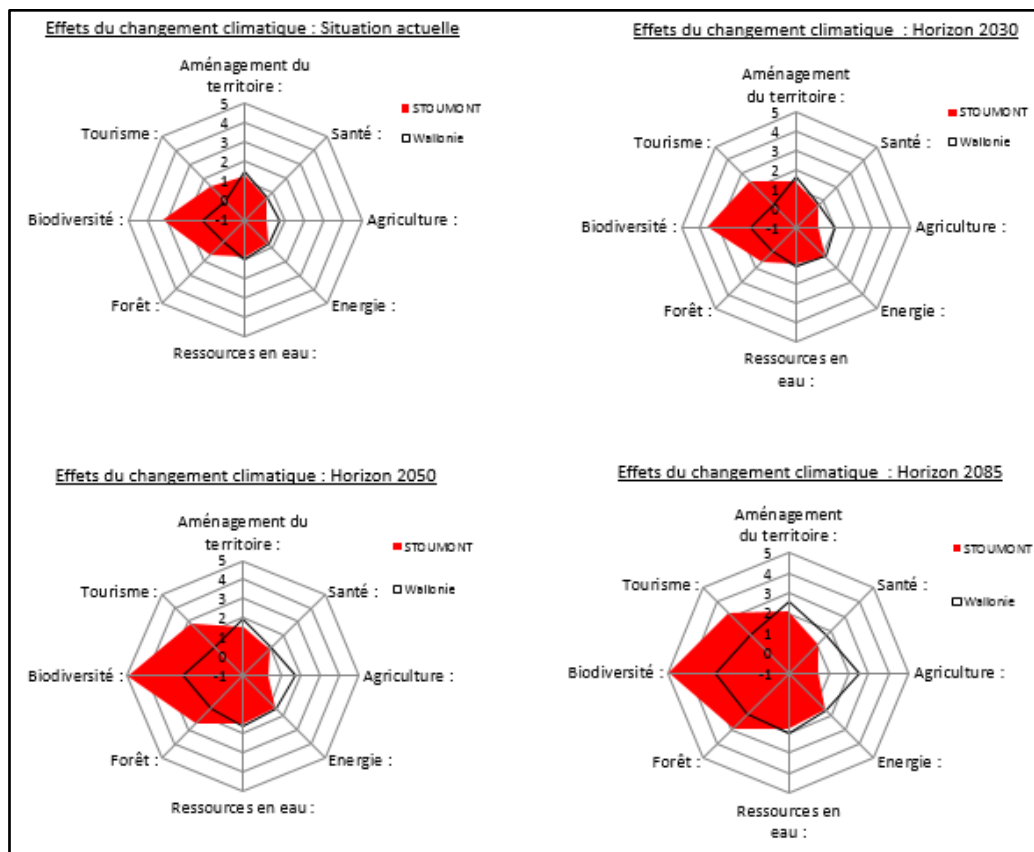 Effets du changement climatique : Situation actuelle
Aménagement du
territoire :
STOUMONT
Wallonie
Tourisme :
Santé :
5
4
3
2
1
0
-1
Biodiversité :
Agriculture :
Forêt :
Energie :
Ressources en eau :
Effets du changement climatique : Horizon 2030
Aménagement
du territoire :
STOUMONT
Wallonie
Tourisme :
Santé :
5
4
3
2
1
0
-1
Biodiversité :
Agriculture :
Forêt :
Energie :
Ressources en
eau :
Effets du changement climatique : Horizon 2050
Aménagement du
territoire :
STOUMONT
Wallonie
Tourisme :
Santé :
5
4
3
2
1
0
-1
Biodiversité :
Agriculture :
Forêt :
Energie :
Ressources en eau :
Effets du changement climatique : Horizon 2085
Aménagement
du territoire :
STOUMONT
Wallonie
Tourisme :
Santé :
5
4
3
2
1
0
-1
Biodiversité :
Agriculture :
Forêt :
Energie :
Ressources en
eau :